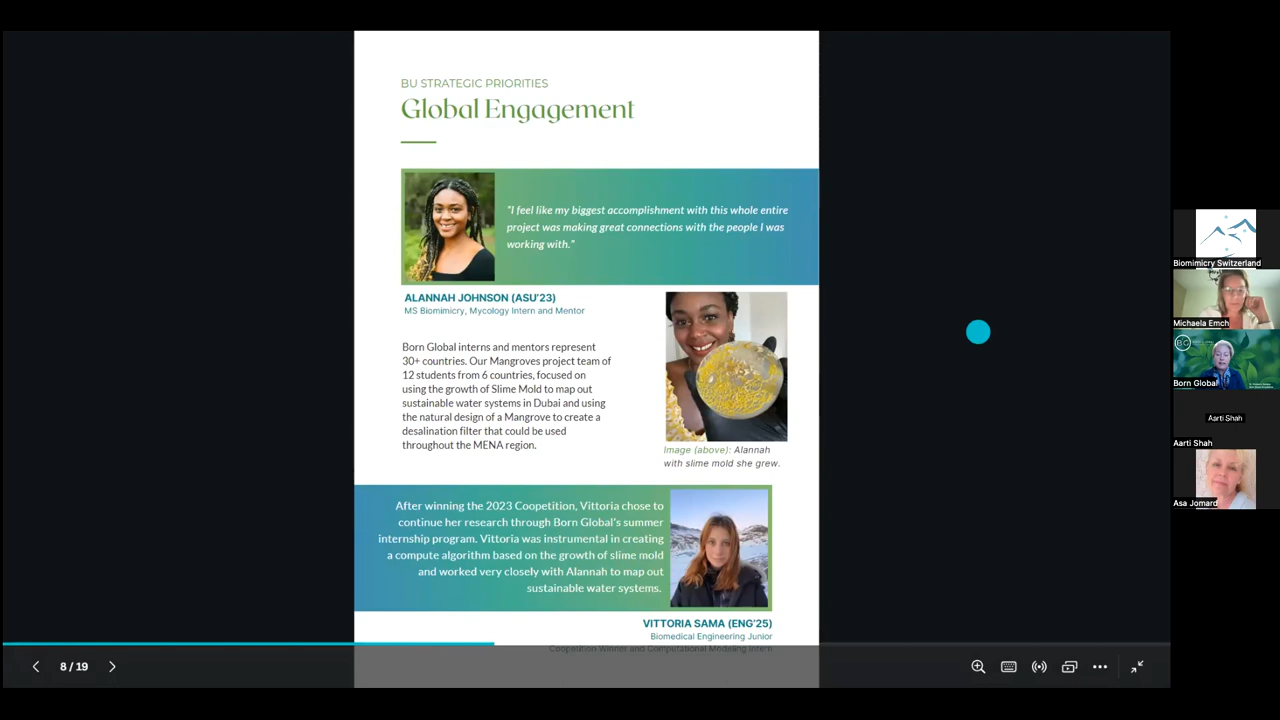 BU STRATEGIC PRIORITIES
Global Engagement
"I feel like my biggest accomplishment with this whole entire
project was making great connections with the people I was
working with."
ALANNAH JOHNSON (ASU'23)
MS Biomimicry, Mycology Intern and Mentor
Born Global interns and mentors represent
30+ countries. Our Mangroves project team of
12 students from 6 countries, focused on
using the growth of Slime Mold to map out
sustainable water systems in Dubai and using
the natural design of a Mangrove to create a
desalination filter that could be used
throughout the MENA region.
Image (above): Alannah
with slime mold she grew.
After winning the 2023 Coopetition, Vittoria chose to
continue her research through Born Global's summer
internship program. Vittoria was instrumental in creating
a compute algorithm based on the growth of slime mold
and worked very closely with Alannah to map out
sustainable water systems.
VITTORIA SAMA (ENG'25)
Biomedical Engineering Junior
Coopetition Winner and Computational Modeling Intern
8 / 19
Biomimicry Switzerland
Michaela Emch
Born Global
Aarti Shah
Aarti Shah
Asa Jomard